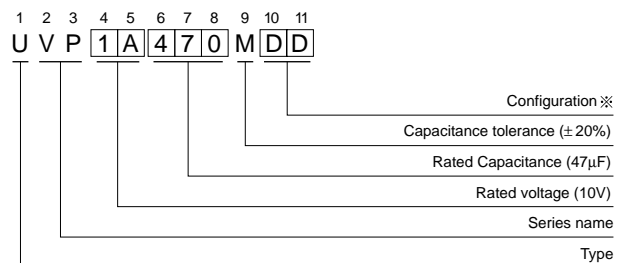 1 2 3 4 5 6 7 8 9 10 11
U V P 1 A 4 7 0 M D D
Configuration ※
Capacitance tolerance (± 20%)
Rated Capacitance (47μF)
Rated voltage (10V)
Series name
Type